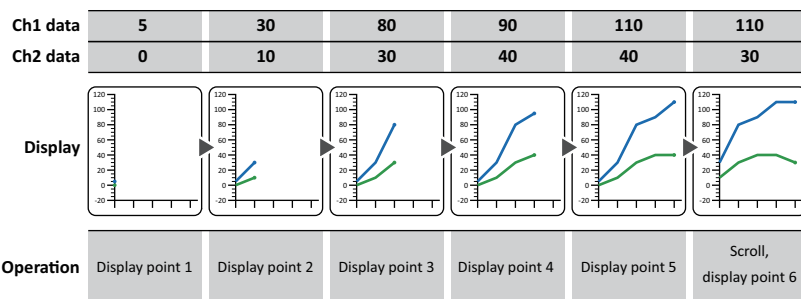 Ch1 data 5 30 80 90 110 110
Ch2 data 0 10 30 40 40 30
Display
120 120 120 120 120 120
100 100 100 100 100 100
80 80 80 80 80 80
60 60 60 60 60 60
40 40 40 40 40 40
20 20 20 20 20 20
0 0 0 0 0 0
-20 -20 -20 -20 -20 -20
Operation Display point 1 Display point 2 Display point 3 Display point 4 Display point 5 Scroll,
display point 6